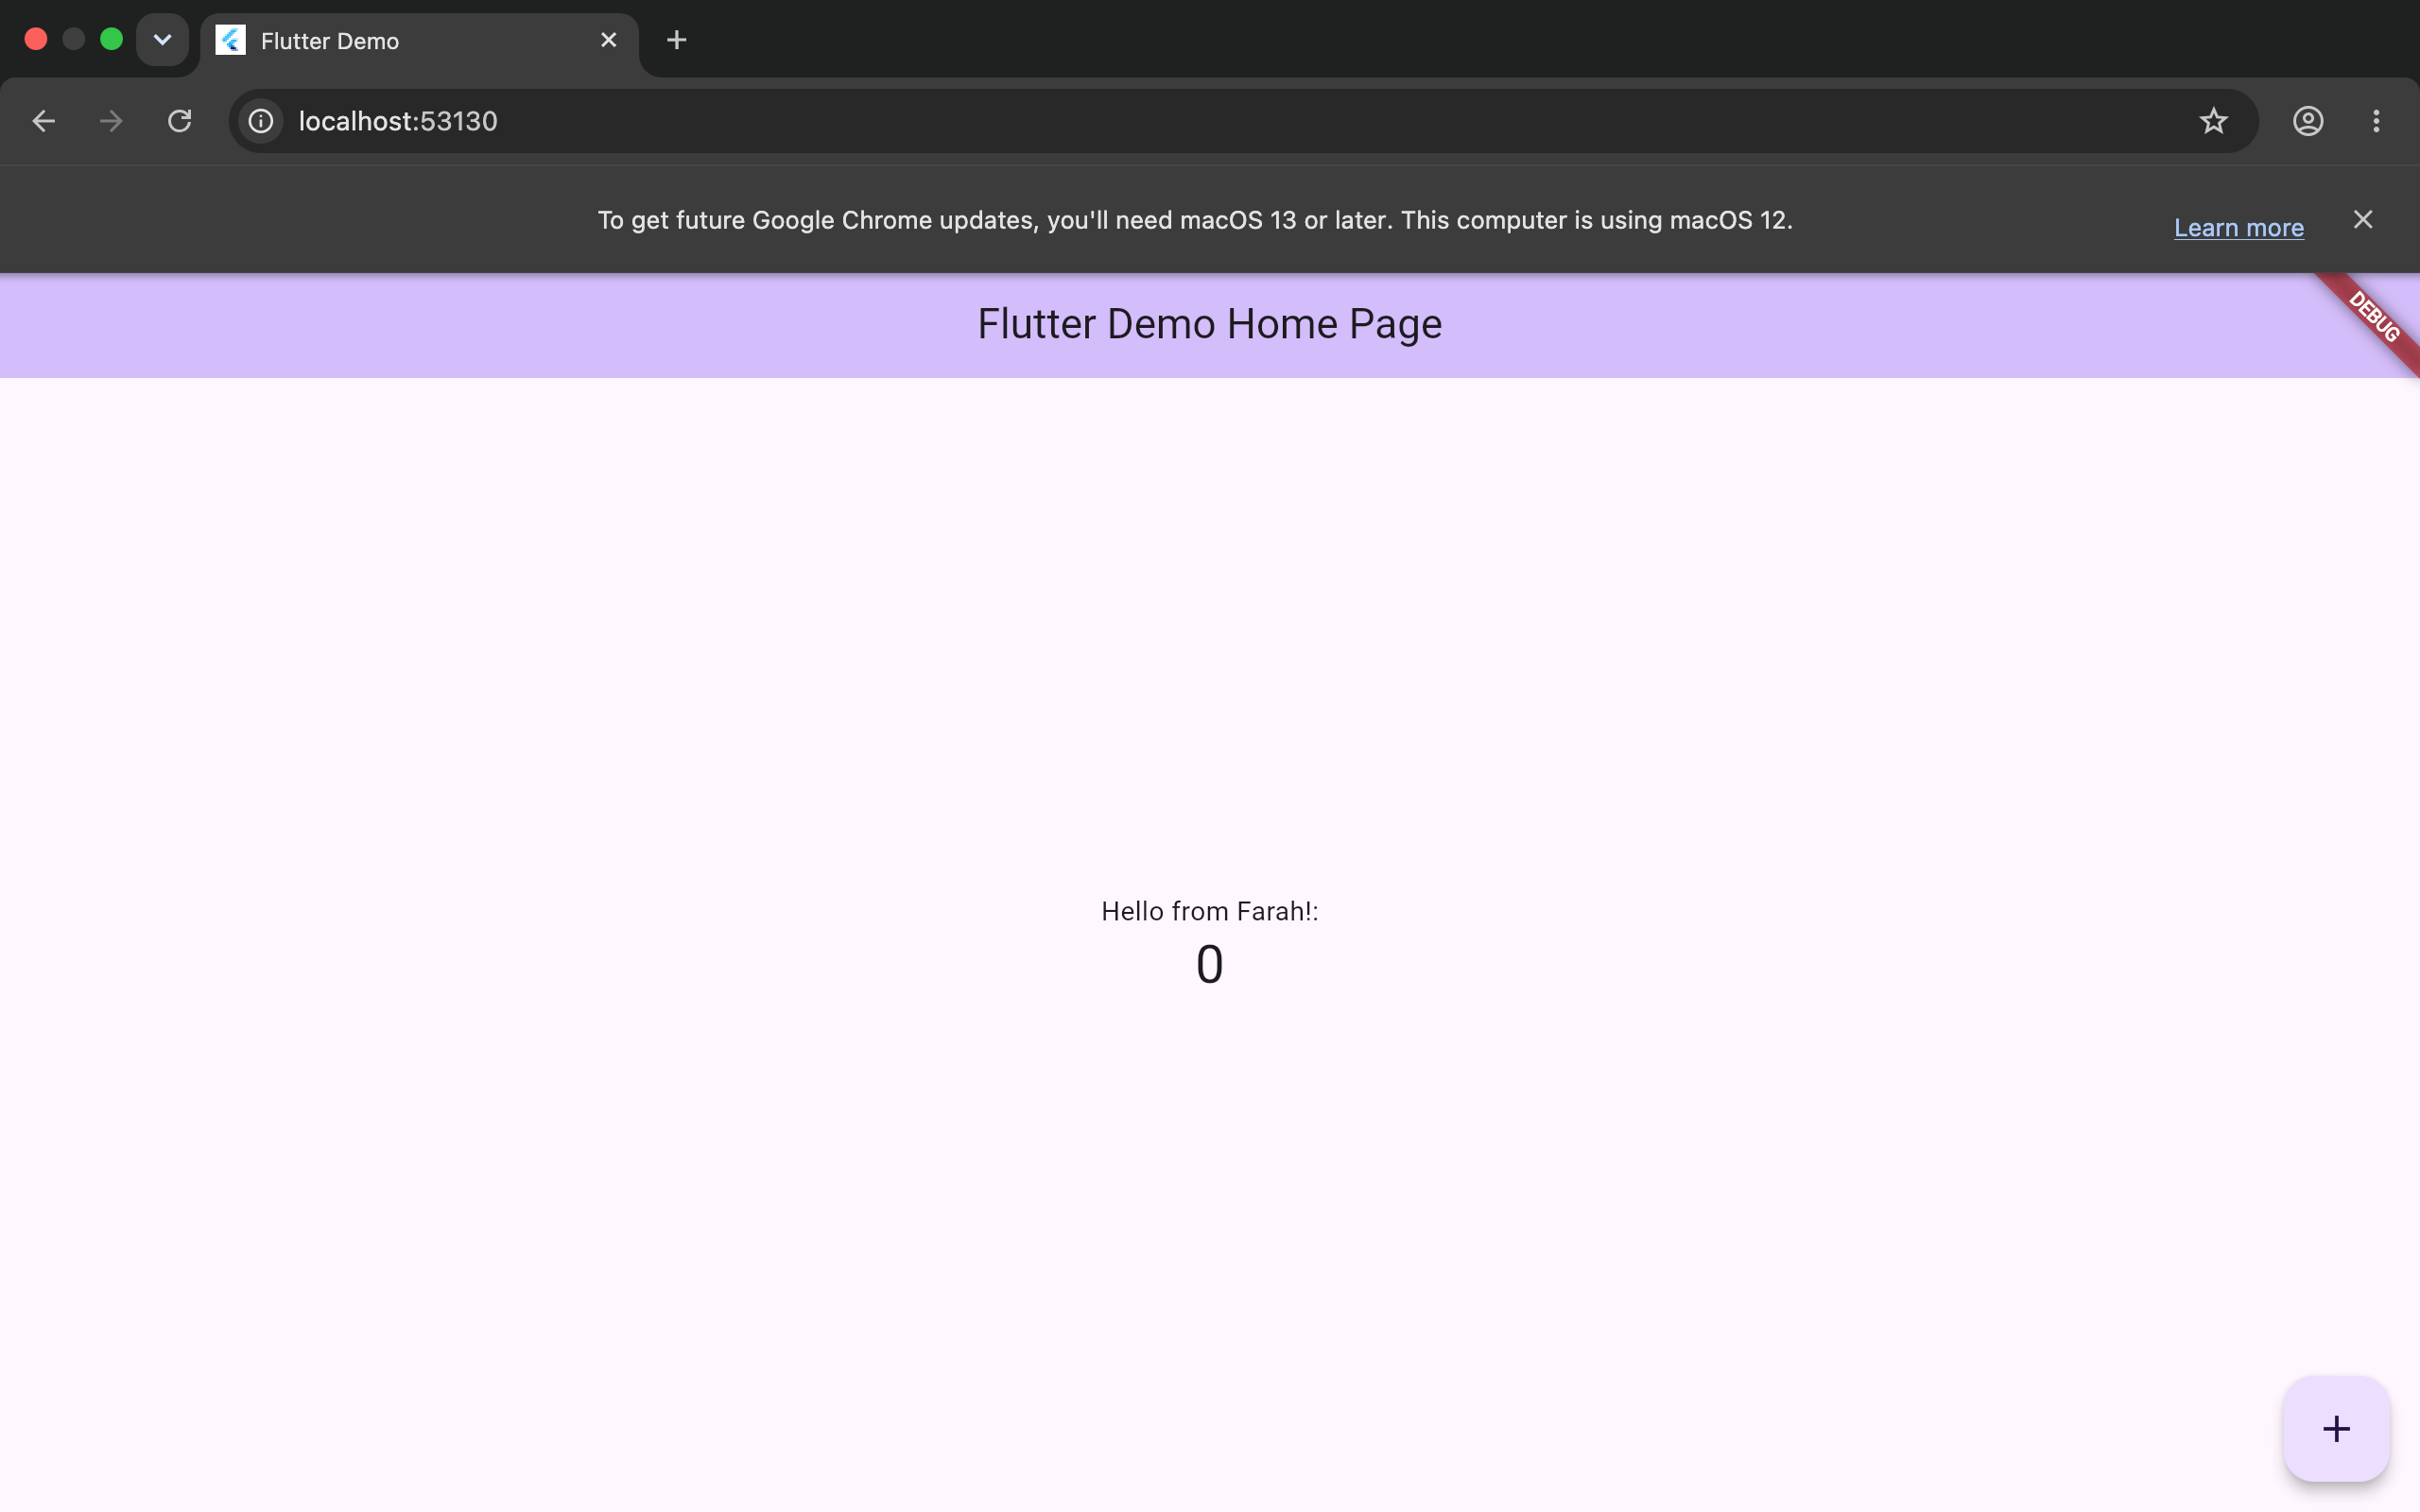 Flutter Demo
localhost:53130
To get future Google Chrome updates, you'll need macOS 13 or later. This computer is using macOS 12.
Learn more
Flutter Demo Home Page
DEBUG
Hello from Farah!:
0